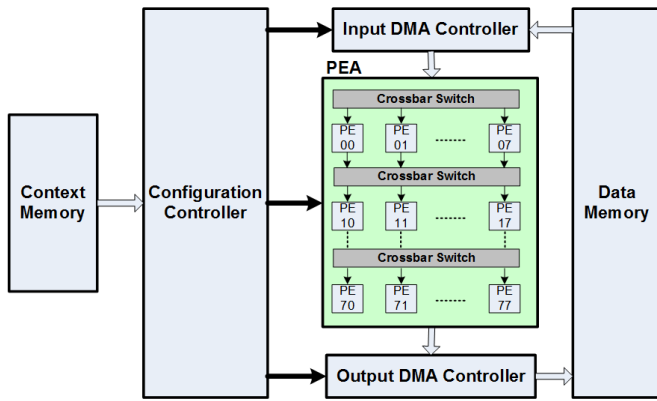 Input DMA Controller
PEA
Crossbar Switch
PE PE PE
00 01 ------- 07
Crossbar Switch
Context
Memory
Configuration
Controller
PE PE PE
10 11 ------- 17
Data
Memory
Crossbar Switch
PE PE PE
70 71 ------- 77
Output DMA Controller